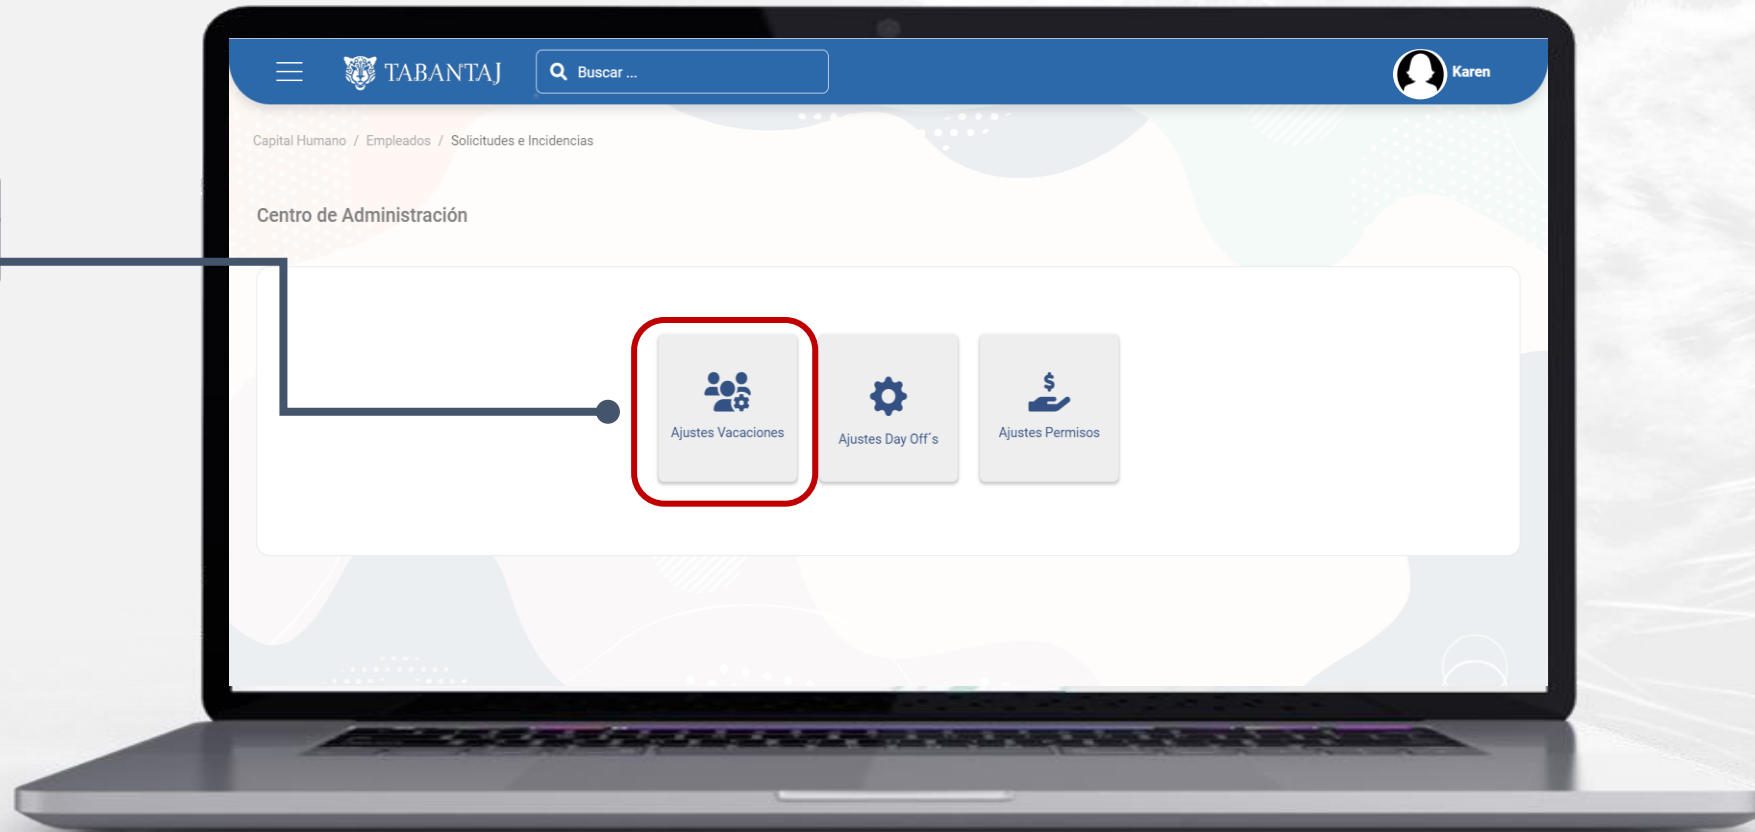 TABANTAJ
Buscar ...
Karen
Capital Humano / Empleados / Solicitudes e Incidencias
Centro de Administración
Ajustes Vacaciones
Ajustes Day Off´s
Ajustes Permisos